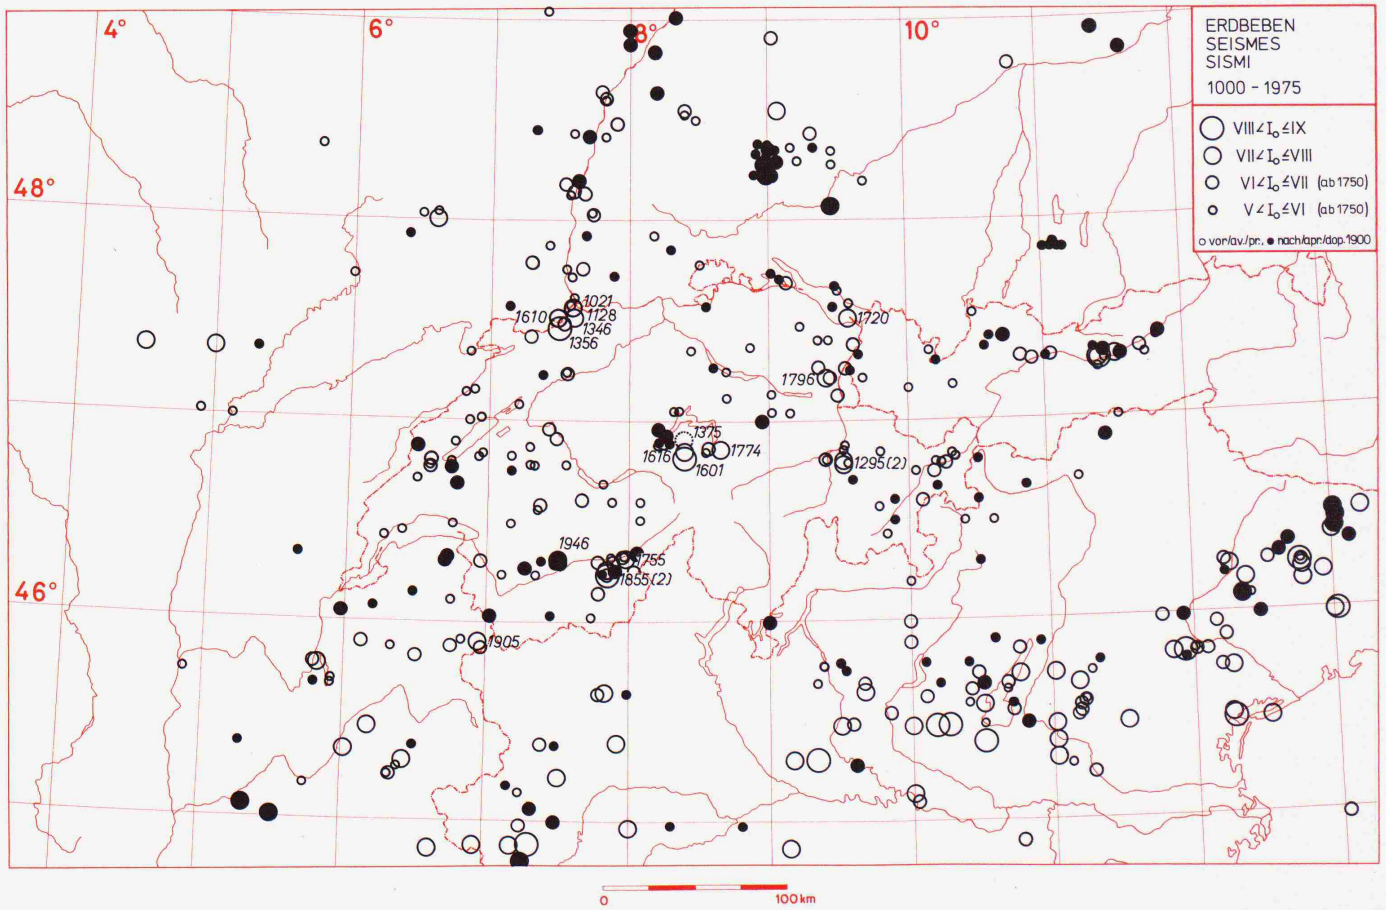 4° 6° 8° 10°
ERDBEBEN
SEISMES
SISMI
1000 - 1975
VIII < I₀ ≤ IX
VII < I₀ ≤ VIII
VI < I₀ ≤ VII (ab 1750)
V < I₀ ≤ VI (ab 1750)
vor/av./pr., nach/apr./dop. 1900
48°
1021
1610 1128
1346
1356
1720
1796
1375
1616 1774
1601
1295(2)
1946 1755
1855(2)
46°
1905
0 100 km